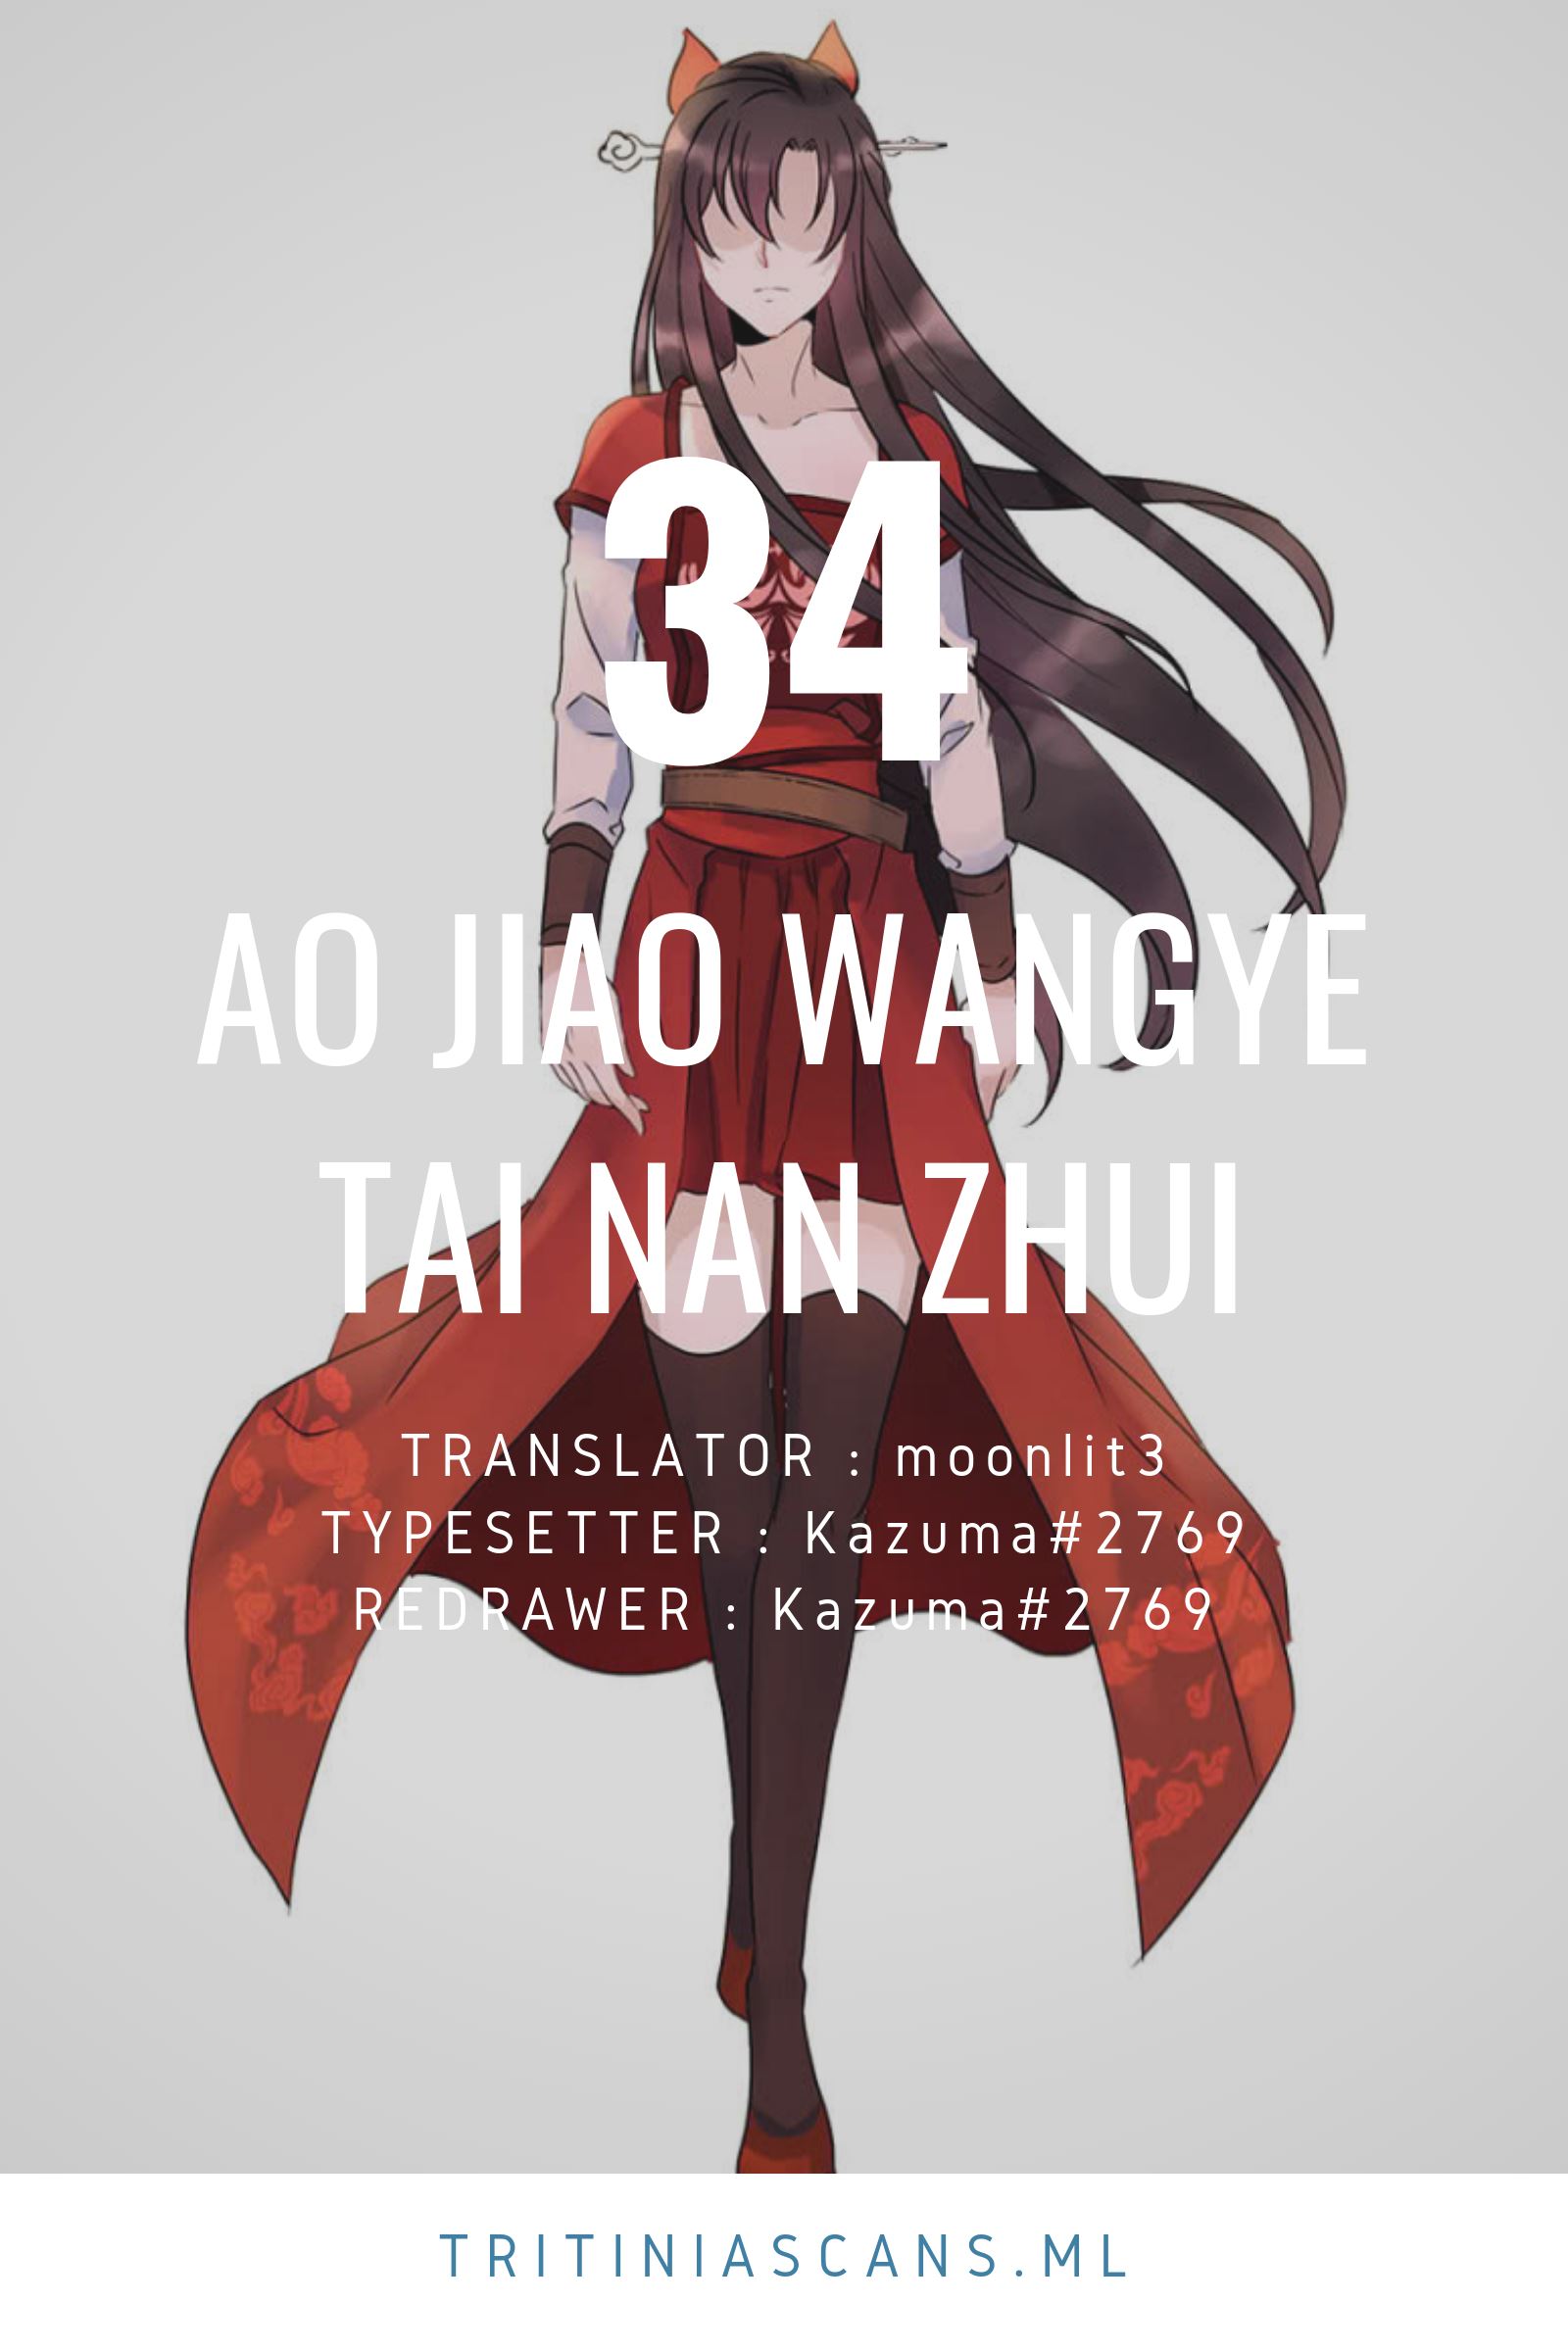 34
AO JIAO WANGYE
TAI NAN ZHUI
TRANSLATOR : moonlit3
TYPESETTER : Kazuma#2769
REDRAWER : Kazuma#2769
TRITINIASCANS.ML